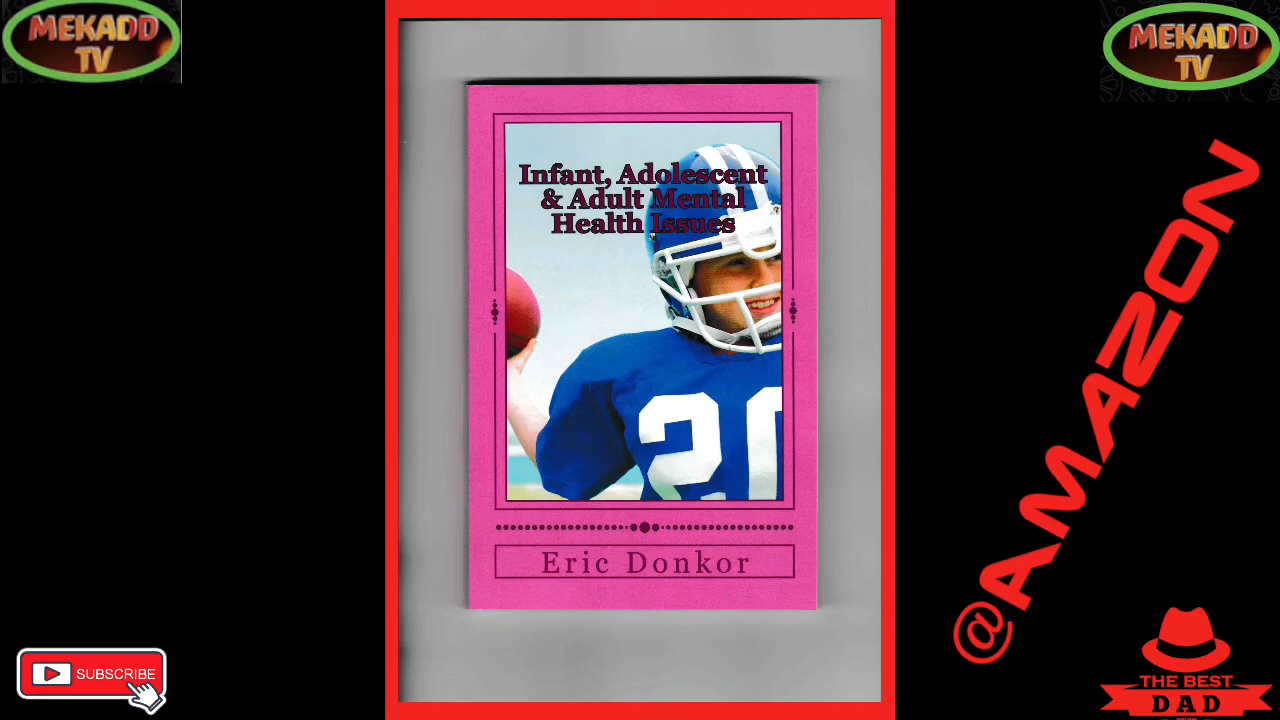 MEKADD
TV
MEKADD
TV
Infant, Adolescent
& Adult Mental
Health Issues
20
Eric Donkor
@AMAZON
SUBSCRIBE
THE BEST
DAD